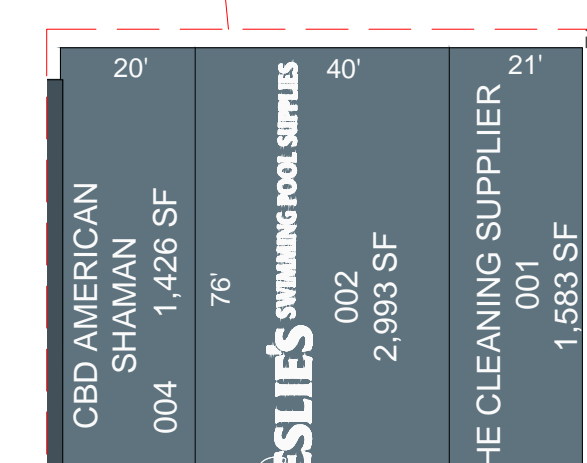 20'
40'
21'
CBD AMERICAN
SHAMAN
004 1,426 SF
76'
SWIMMING POOL SUPPLIES
002
2,993 SF
HE CLEANING SUPPLIER
001
1,583 SF